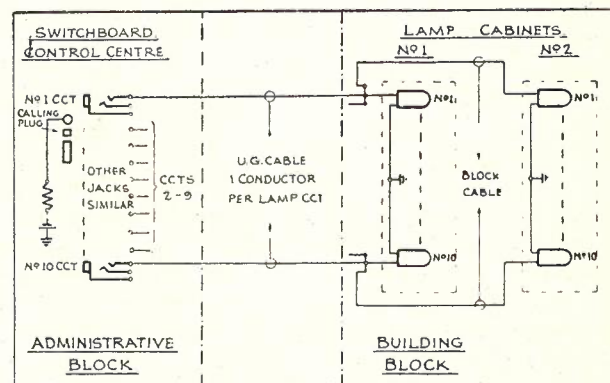 SWITCHBOARD
CONTROL CENTRE
LAMP CABINETS
Nº1
Nº2
Nº1 CCT
CALLING
PLUG
Nº1
Nº1
OTHER
JACKS
SIMILAR
CCTS
2-9
U.G. CABLE
1 CONDUCTOR
PER LAMP CCT
BLOCK
CABLE
Nº10 CCT
Nº10
Nº10
ADMINISTRATIVE
BLOCK
BUILDING
BLOCK